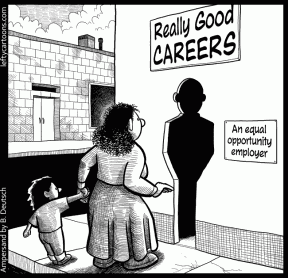 Really Good
CAREERS
An equal
opportunity
employer
leftycartoons.com
Ampersand by B. Deutsch